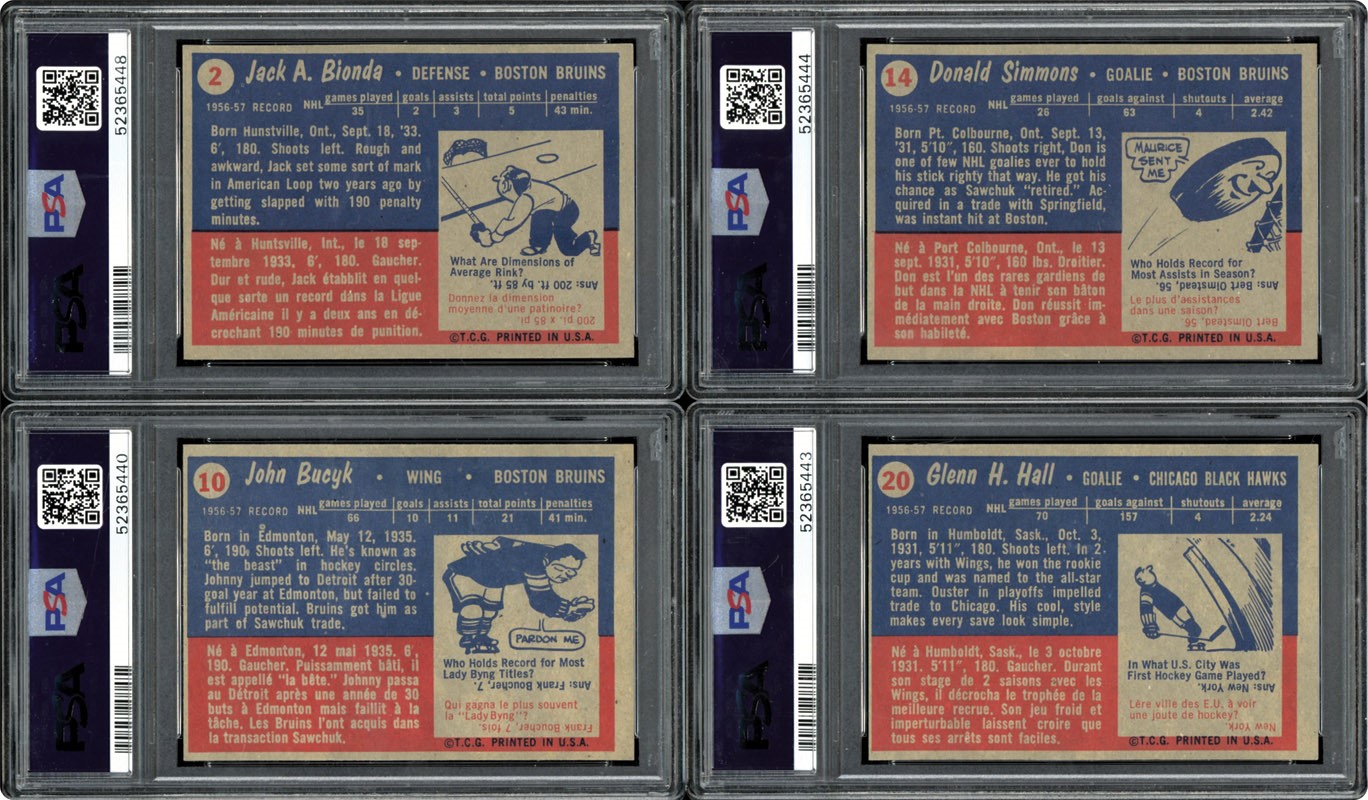 52365448
PSA
PSA
2 Jack A. Bionda • DEFENSE • BOSTON BRUINS
1956-57 RECORD NHL games played goals assists total points penalties
35 2 3 5 43 min.
Born Hunstville, Ont., Sept. 18, '33.
6', 180. Shoots left. Rough and
awkward, Jack set some sort of mark
in American Loop two years ago by
getting slapped with 190 penalty
minutes.
Né à Huntsville, Int., le 18 sep-
tembre 1933, 6', 180. Gaucher.
Dur et rude, Jack établit en quel-
que sorte un record dâns la Ligue
Américaine il y a deux ans en dé-
crochant 190 minutes de punition.
What Are Dimensions of
Average Rink?
Ans: 200 ft. by 85 ft.
Donnez la dimension
moyenne d'une patinoire?
200 pi. x 85 pi.
©T.C.G. PRINTED IN U.S.A.
52365444
PSA
PSA
14 Donald Simmons • GOALIE • BOSTON BRUINS
1956-57 RECORD NHL games played goals against shutouts average
26 63 4 2.42
Born Pt. Colbourne, Ont. Sept. 13,
'31, 5'10", 160. Shoots right, Don is
one of few NHL goalies ever to hold
his stick righty that way. He got his
chance as Sawchuk "retired." Ac-
quired in a trade with Springfield,
was instant hit at Boston.
Né à Port Colbourne, Ont., le 13
sept. 1931, 5'10", 160 lbs. Droitier.
Don est l'un des rares gardiens de
but dans la NHL à tenir son bâton
de la main droite. Don réussit im-
médiatement avec Boston grâce à
son habileté.
MAURICE
SENT
ME
Who Holds Record for
Most Assists in Season?
Ans: Bert Olmstead, 56.
Le plus d'assistances
dans une saison?
Bert Olmstead, 56.
©T.C.G. PRINTED IN U.S.A.
52365440
PSA
PSA
10 John Bucyk • WING • BOSTON BRUINS
1956-57 RECORD NHL games played goals assists total points penalties
66 10 11 21 41 min.
Born in Edmonton, May 12, 1935.
6', 190. Shoots left. He's known as
"the beast" in hockey circles.
Johnny jumped to Detroit after 30-
goal year at Edmonton, but failed to
fulfill potential. Bruins got him as
part of Sawchuk trade.
Né à Edmonton, 12 mai 1935. 6',
190. Gaucher. Puissamment bâti, il
est appellé "la bête." Johnny passa
au Détroit après une année de 30
buts à Edmonton mais faillit à la
tâche. Les Bruins l'ont acquis dans
la transaction Sawchuk.
PARDON ME
Who Holds Record for Most
Lady Byng Titles?
Ans: Frank Boucher, 7.
Qui gagna le plus souvent
la "Lady Byng"?
Frank Boucher, 7 fois.
©T.C.G. PRINTED IN U.S.A.
52365443
PSA
PSA
20 Glenn H. Hall • GOALIE • CHICAGO BLACK HAWKS
1956-57 RECORD NHL games played goals against shutouts average
70 157 4 2.24
Born in Humboldt, Sask., Oct. 3,
1931, 5'11", 180. Shoots left. In 2
years with Wings, he won the rookie
cup and was named to the all-star
team. Ouster in playoffs impelled
trade to Chicago. His cool, style
makes every save look simple.
Né à Humboldt, Sask., le 3 octobre
1931. 5'11", 180. Gaucher. Durant
son stage de 2 saisons avec les
Wings, il décrocha le trophée de la
meilleure recrue. Son jeu froid et
imperturbable laissent croire que
tous ses arrêts sont faciles.
In What U.S. City Was
First Hockey Game Played?
Ans: New York.
Lère ville des E.U. à voir
une joute de hockey?
New York.
©T.C.G. PRINTED IN U.S.A.